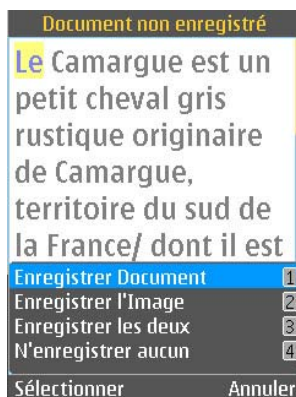 Document non enregistré
Le Camargue est un
petit cheval gris
rustique originaire
de Camargue,
territoire du sud de
la France/ dont il est
Enregistrer Document 1
Enregistrer l'Image 2
Enregistrer les deux 3
N'enregistrer aucun 4
Sélectionner Annuler